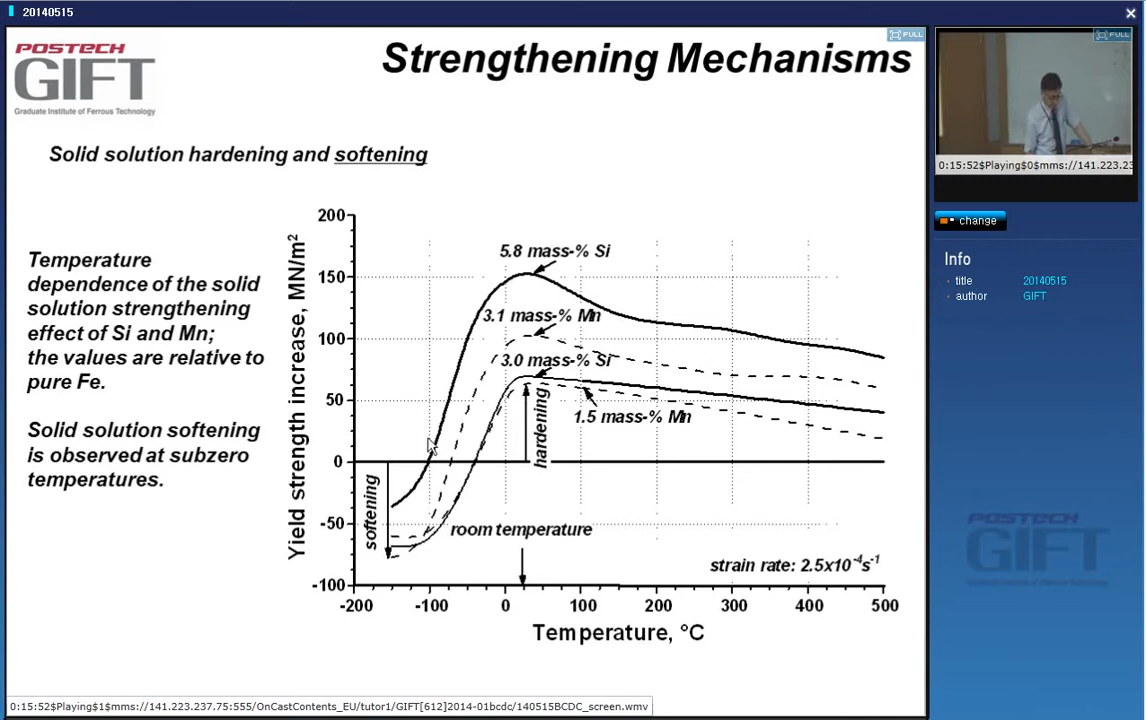 20140515
POSTECH
GIFT
Graduate Institute of Ferrous Technology
FULL
Strengthening Mechanisms
Solid solution hardening and softening
Temperature
dependence of the solid
solution strengthening
effect of Si and Mn;
the values are relative to
pure Fe.
Solid solution softening
is observed at subzero
temperatures.
Yield strength increase, MN/m²
200
150
100
50
0
-50
-100
5.8 mass-% Si
3.1 mass-% Mn
3.0 mass-% Si
1.5 mass-% Mn
hardening
softening
room temperature
strain rate: 2.5x10⁻⁴s⁻¹
-200 -100 0 100 200 300 400 500
Temperature, °C
0:15:52$Playing$1$mms://141.223.237.75:555/OnCastContents_EU/tutor1/GIFT[612]2014-01bcdc/140515BCDC_screen.wmv
FULL
0:15:52$Playing$0$mms://141.223.23
change
Info
title 20140515
author GIFT
POSTECH
GIFT